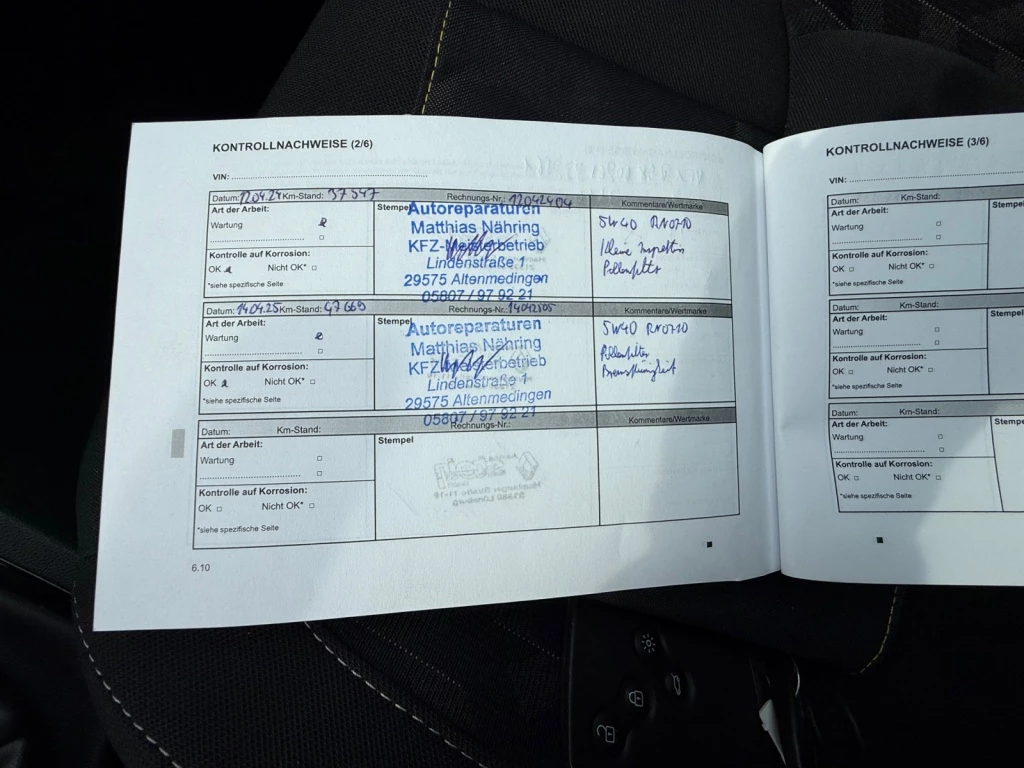 KONTROLLNACHWEISE (2/6)
VIN:
Datum: 12.04.24 Km-Stand: 37547 Rechnungs-Nr.: 12042404 Kommentare/Wertmarke
Art der Arbeit:
Wartung
Kontrolle auf Korrosion:
OK Nicht OK*
*siehe spezifische Seite
Stempel
Autoreparaturen
Matthias Nähring
KFZ-Meisterbetrieb
Lindenstraße 1
29575 Altenmedingen
05807 / 97 92 21
5W40 RN0710
Kleine Inspektion
Pollenfilter
Datum: 14.04.25 Km-Stand: 47669 Rechnungs-Nr.: 14042505 Kommentare/Wertmarke
Art der Arbeit:
Wartung
Kontrolle auf Korrosion:
OK Nicht OK*
*siehe spezifische Seite
Stempel
Autoreparaturen
Matthias Nähring
KFZ-Meisterbetrieb
Lindenstraße 1
29575 Altenmedingen
05807 / 97 92 21
5W40 RN0710
Pollenfilter
Bremsflüssigkeit
Datum: Km-Stand: Rechnungs-Nr.: Kommentare/Wertmarke
Art der Arbeit:
Wartung
Kontrolle auf Korrosion:
OK Nicht OK*
*siehe spezifische Seite
Stempel
6.10
KONTROLLNACHWEISE (3/6)
VIN:
Datum: Km-Stand:
Art der Arbeit:
Wartung
Kontrolle auf Korrosion:
OK Nicht OK*
*siehe spezifische Seite
Stempe
Datum: Km-Stand:
Art der Arbeit:
Wartung
Kontrolle auf Korrosion:
OK Nicht OK*
*siehe spezifische Seite
Stempe
Datum: Km-Stand:
Art der Arbeit:
Wartung
Kontrolle auf Korrosion:
OK Nicht OK*
*siehe spezifische Seite
Stempe